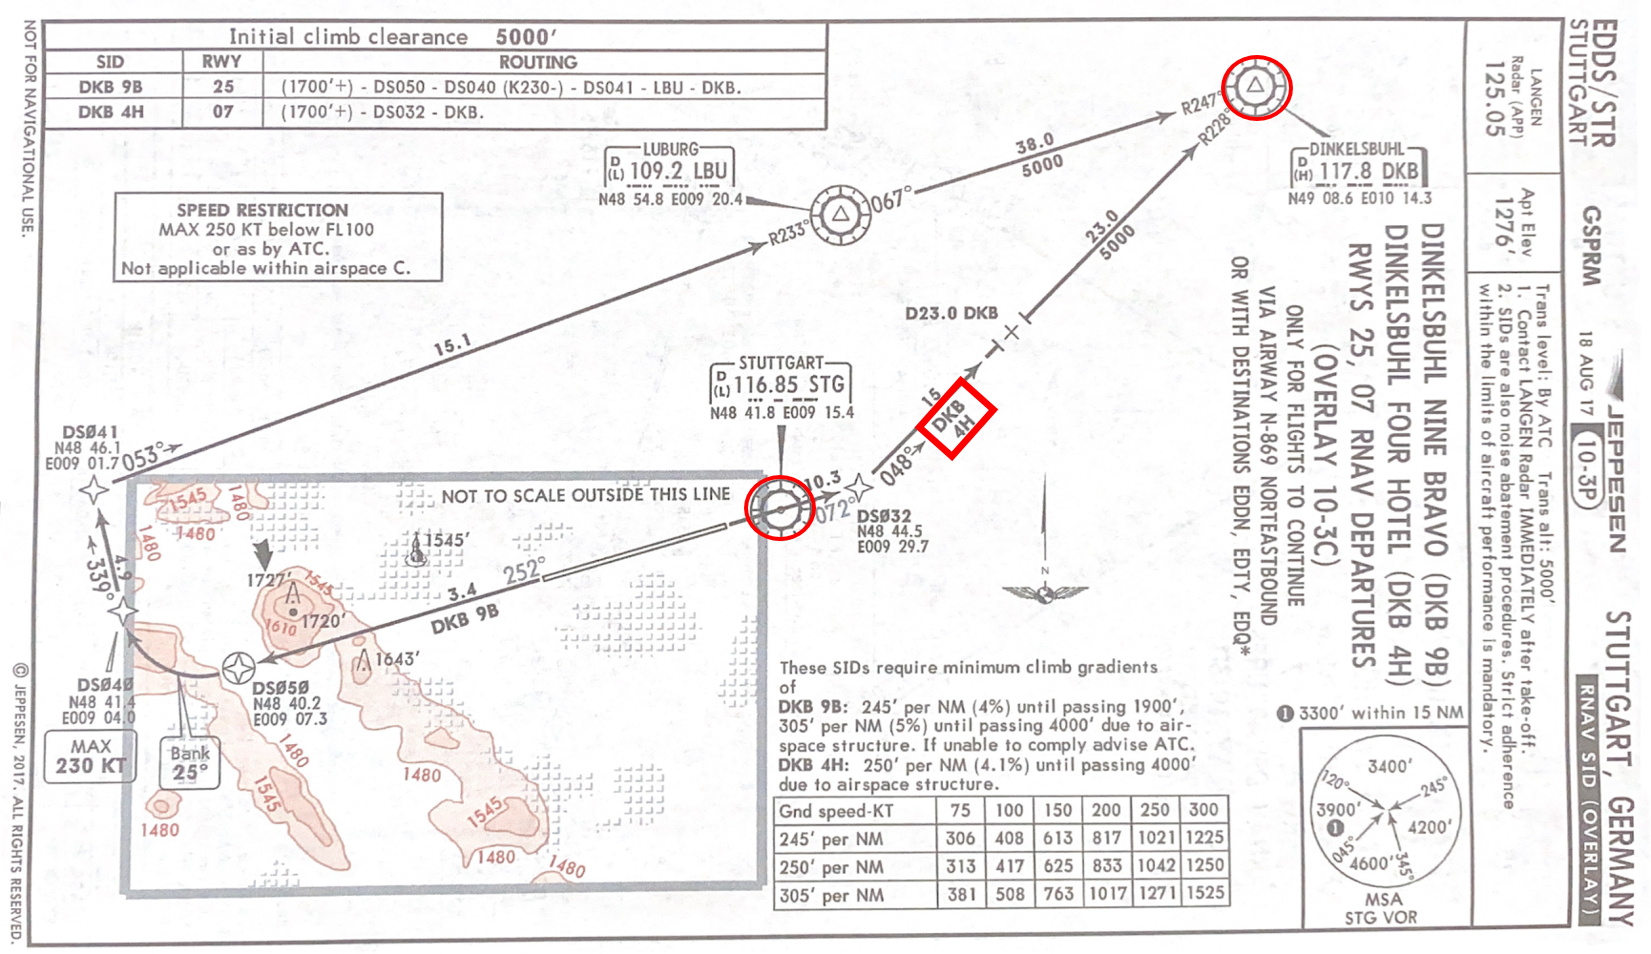 Initial climb clearance 5000'
SID RWY ROUTING
DKB 9B 25 (1700'+) - DS050 - DS040 (K230-) - DS041 - LBU - DKB.
DKB 4H 07 (1700'+) - DS032 - DKB.
NOT FOR NAVIGATIONAL USE.
SPEED RESTRICTION
MAX 250 KT below FL100
or as by ATC.
Not applicable within airspace C.
LUBURG
D
(L) 109.2 LBU
N48 54.8 E009 20.4
R233°
067°
38.0
5000
R247°
R228°
DINKELSBUHL
D
(H) 117.8 DKB
N49 08.6 E010 14.3
23.0
5000
D23.0 DKB
15
DKB
4H
048°
15.1
STUTTGART
D
(L) 116.85 STG
N48 41.8 E009 15.4
10.3
072°
DSØ32
N48 44.5
E009 29.7
DSØ41
N48 46.1
E009 01.7
053°
NOT TO SCALE OUTSIDE THIS LINE
1545
1480
1480
1480
1545'
252°
3.4
DKB 9B
1727'
1545
1610
1720'
1643'
4.9
339°
DSØ40
N48 41.4
E009 04.0
MAX
230 KT
DSØ50
N48 40.2
E009 07.3
Bank
25°
1480
1480
1545
1480
1545
1480
1480
N
These SIDs require minimum climb gradients
of
DKB 9B: 245' per NM (4%) until passing 1900',
305' per NM (5%) until passing 4000' due to air-
space structure. If unable to comply advise ATC.
DKB 4H: 250' per NM (4.1%) until passing 4000'
due to airspace structure.
Gnd speed-KT 75 100 150 200 250 300
245' per NM 306 408 613 817 1021 1225
250' per NM 313 417 625 833 1042 1250
305' per NM 381 508 763 1017 1271 1525
EDDS/STR
STUTTGART
GSPRM
18 AUG 17
JEPPESEN
10-3P
STUTTGART, GERMANY
RNAV SID (OVERLAY)
LANGEN
Radar (APP)
125.05
Apt Elev
1276'
Trans level: By ATC Trans alt: 5000'
1. Contact LANGEN Radar IMMEDIATELY after take-off.
2. SIDs are also noise abatement procedures. Strict adherence
within the limits of aircraft performance is mandatory.
DINKELSBUHL NINE BRAVO (DKB 9B)
DINKELSBUHL FOUR HOTEL (DKB 4H)
RWYS 25, 07 RNAV DEPARTURES
(OVERLAY 10-3C)
ONLY FOR FLIGHTS TO CONTINUE
VIA AIRWAY N-869 NORTEASTBOUND
OR WITH DESTINATIONS EDDN, EDTY, EDQ*
1 3300' within 15 NM
3400'
120°
245°
3900'
1
4200'
045°
4600'
345°
MSA
STG VOR
© JEPPESEN, 2017. ALL RIGHTS RESERVED.